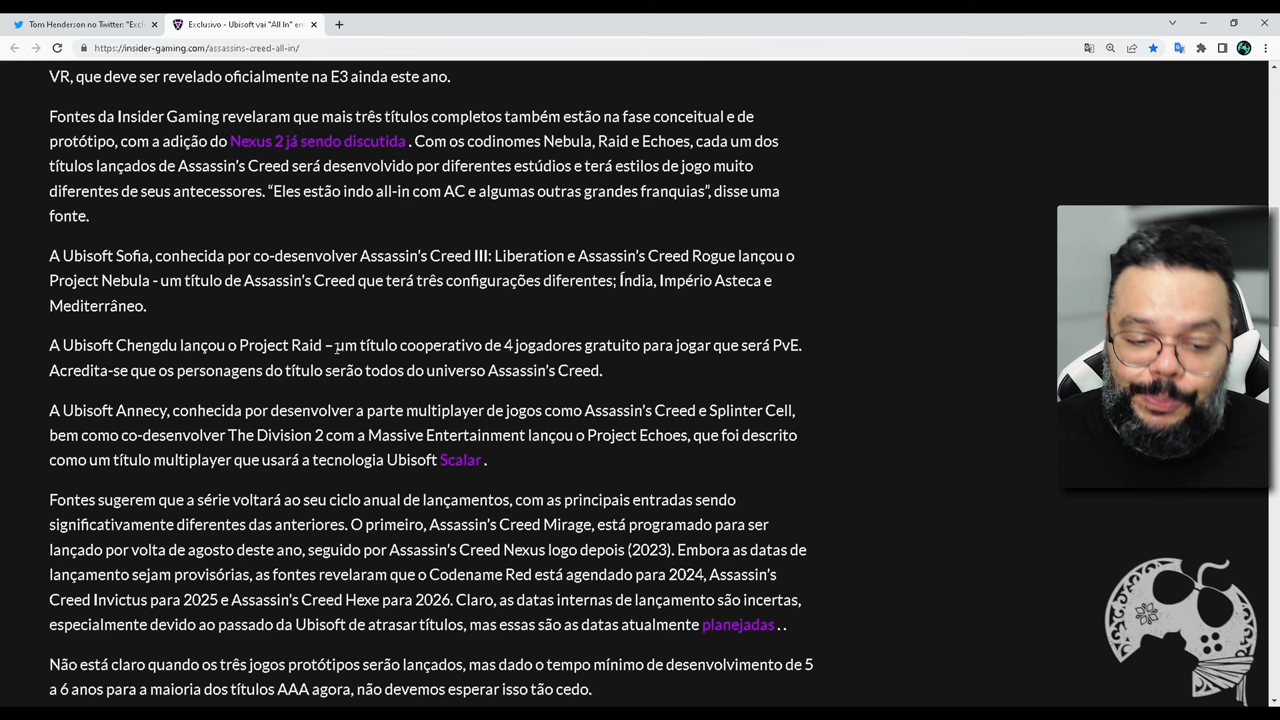 Tom Henderson no Twitter: "Excl
Exclusivo - Ubisoft vai "All In" em
https://insider-gaming.com/assassins-creed-all-in/
VR, que deve ser revelado oficialmente na E3 ainda este ano.
Fontes da Insider Gaming revelaram que mais três títulos completos também estão na fase conceitual e de
protótipo, com a adição do Nexus 2 já sendo discutida . Com os codinomes Nebula, Raid e Echoes, cada um dos
títulos lançados de Assassin's Creed será desenvolvido por diferentes estúdios e terá estilos de jogo muito
diferentes de seus antecessores. “Eles estão indo all-in com AC e algumas outras grandes franquias”, disse uma
fonte.
A Ubisoft Sofia, conhecida por co-desenvolver Assassin's Creed III: Liberation e Assassin's Creed Rogue lançou o
Project Nebula - um título de Assassin's Creed que terá três configurações diferentes; Índia, Império Asteca e
Mediterrâneo.
A Ubisoft Chengdu lançou o Project Raid – um título cooperativo de 4 jogadores gratuito para jogar que será PvE.
Acredita-se que os personagens do título serão todos do universo Assassin's Creed.
A Ubisoft Annecy, conhecida por desenvolver a parte multiplayer de jogos como Assassin's Creed e Splinter Cell,
bem como co-desenvolver The Division 2 com a Massive Entertainment lançou o Project Echoes, que foi descrito
como um título multiplayer que usará a tecnologia Ubisoft Scalar .
Fontes sugerem que a série voltará ao seu ciclo anual de lançamentos, com as principais entradas sendo
significativamente diferentes das anteriores. O primeiro, Assassin's Creed Mirage, está programado para ser
lançado por volta de agosto deste ano, seguido por Assassin's Creed Nexus logo depois (2023). Embora as datas de
lançamento sejam provisórias, as fontes revelaram que o Codename Red está agendado para 2024, Assassin's
Creed Invictus para 2025 e Assassin's Creed Hexe para 2026. Claro, as datas internas de lançamento são incertas,
especialmente devido ao passado da Ubisoft de atrasar títulos, mas essas são as datas atualmente planejadas . .
Não está claro quando os três jogos protótipos serão lançados, mas dado o tempo mínimo de desenvolvimento de 5
a 6 anos para a maioria dos títulos AAA agora, não devemos esperar isso tão cedo.